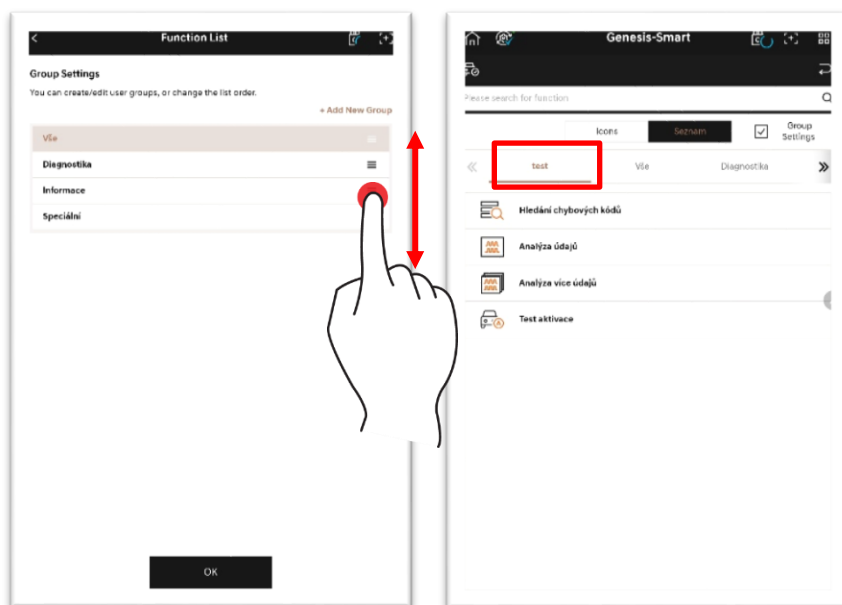 Function List
Group Settings
You can create/edit user groups, or change the list order.
+ Add New Group
Vše
Diagnostika
Informace
Speciální
OK
Genesis-Smart
Please search for function
Icons
Seznam
Group
Settings
test
Vše
Diagnostika
Hledání chybových kódů
Analýza údajů
Analýza více údajů
Test aktivace